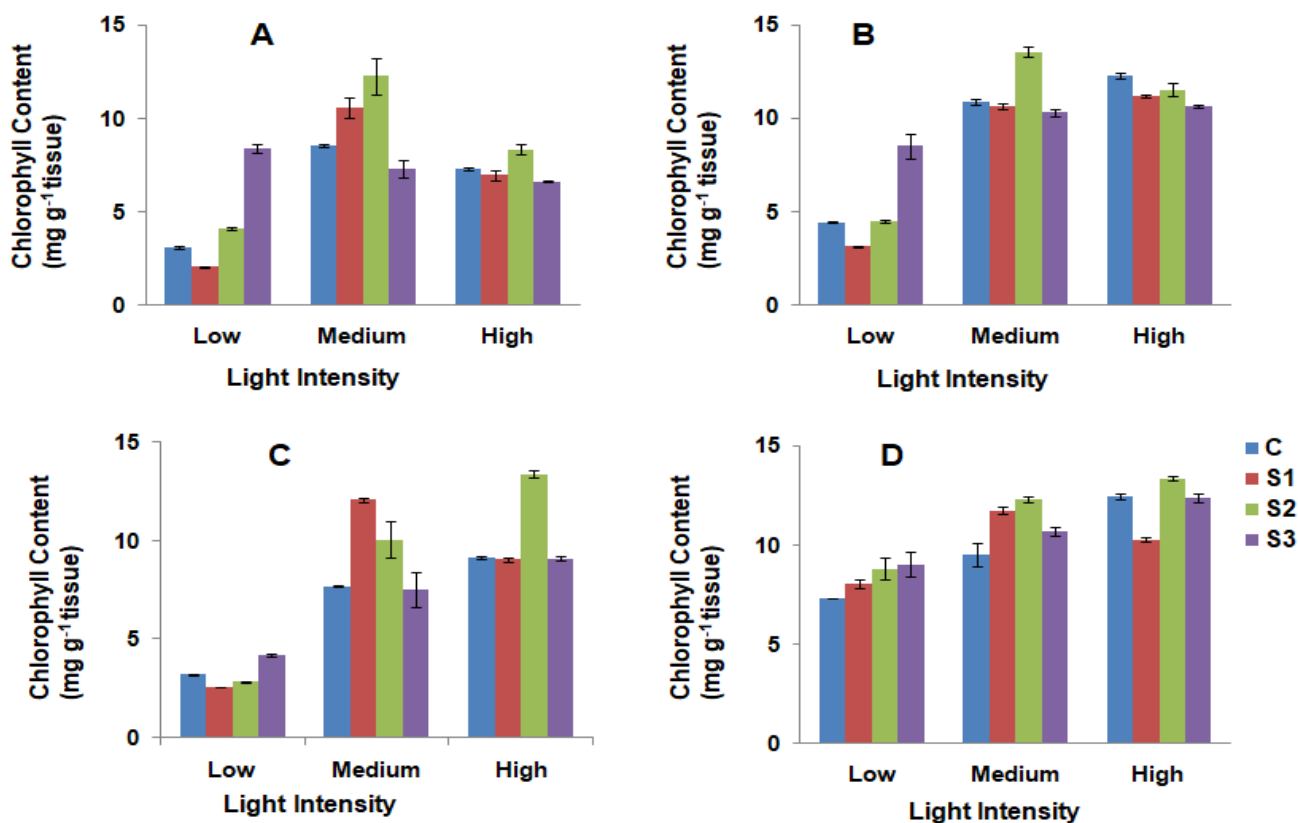 A
Chlorophyll Content
(mg g⁻¹ tissue)
15
10
5
0
Low Medium High
Light Intensity
B
Chlorophyll Content
(mg g⁻¹ tissue)
15
10
5
0
Low Medium High
Light Intensity
C
Chlorophyll Content
(mg g⁻¹ tissue)
15
10
5
0
Low Medium High
Light Intensity
D
Chlorophyll Content
(mg g⁻¹ tissue)
15
10
5
0
Low Medium High
Light Intensity
C
S1
S2
S3